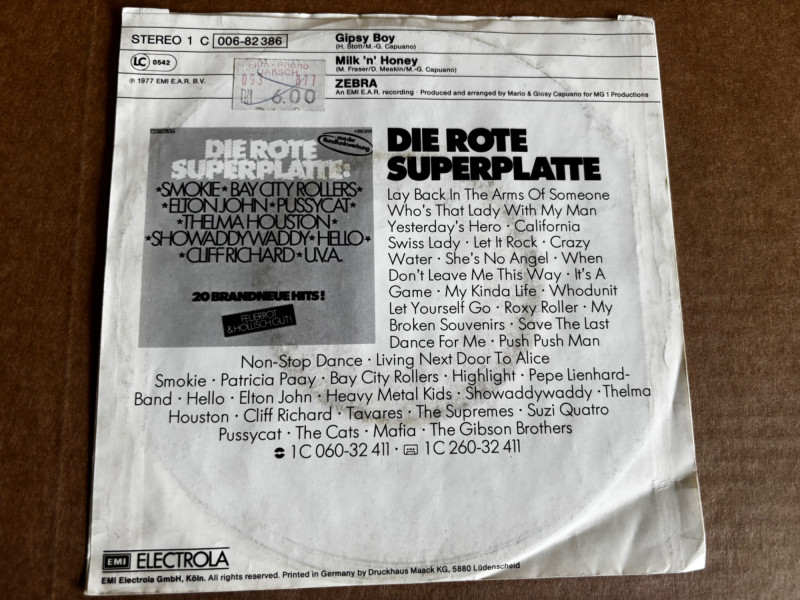 STEREO 1 C 006-82 386
LC 0542
℗ 1977 EMI E.A.R. B.V.
Gipsy Boy
(H. Stott/M.-G. Capuano)
Milk 'n' Honey
(M. Fraser/D. Meakin/M.-G. Capuano)
ZEBRA
An EMI E.A.R. recording · Produced and arranged by Mario & Giosy Capuano for MG 1 Productions
093 877
DM 6.00
DIE ROTE
SUPERPLATTE:
*SMOKIE*BAY CITY ROLLERS*
*ELTON JOHN*PUSSYCAT*
*THELMA HOUSTON*
*SHOWADDYWADDY*HELLO*
*CLIFF RICHARD*U.V.A.
20 BRANDNEUE HITS!
FEUERROT
& HÖLLISCH GUT!
DIE ROTE
SUPERPLATTE
Lay Back In The Arms Of Someone
Who's That Lady With My Man
Yesterday's Hero · California
Swiss Lady · Let It Rock · Crazy
Water · She's No Angel · When
Don't Leave Me This Way · It's A
Game · My Kinda Life · Whodunit
Let Yourself Go · Roxy Roller · My
Broken Souvenirs · Save The Last
Dance For Me · Push Push Man
Non-Stop Dance · Living Next Door To Alice
Smokie · Patricia Paay · Bay City Rollers · Highlight · Pepe Lienhard-
Band · Hello · Elton John · Heavy Metal Kids · Showaddywaddy · Thelma
Houston · Cliff Richard · Tavares · The Supremes · Suzi Quatro
Pussycat · The Cats · Mafia · The Gibson Brothers
1C 060-32 411 · 1C 260-32 411
EMI ELECTROLA
EMI Electrola GmbH, Köln. All rights reserved. Printed in Germany by Druckhaus Maack KG, 5880 Lüdenscheid